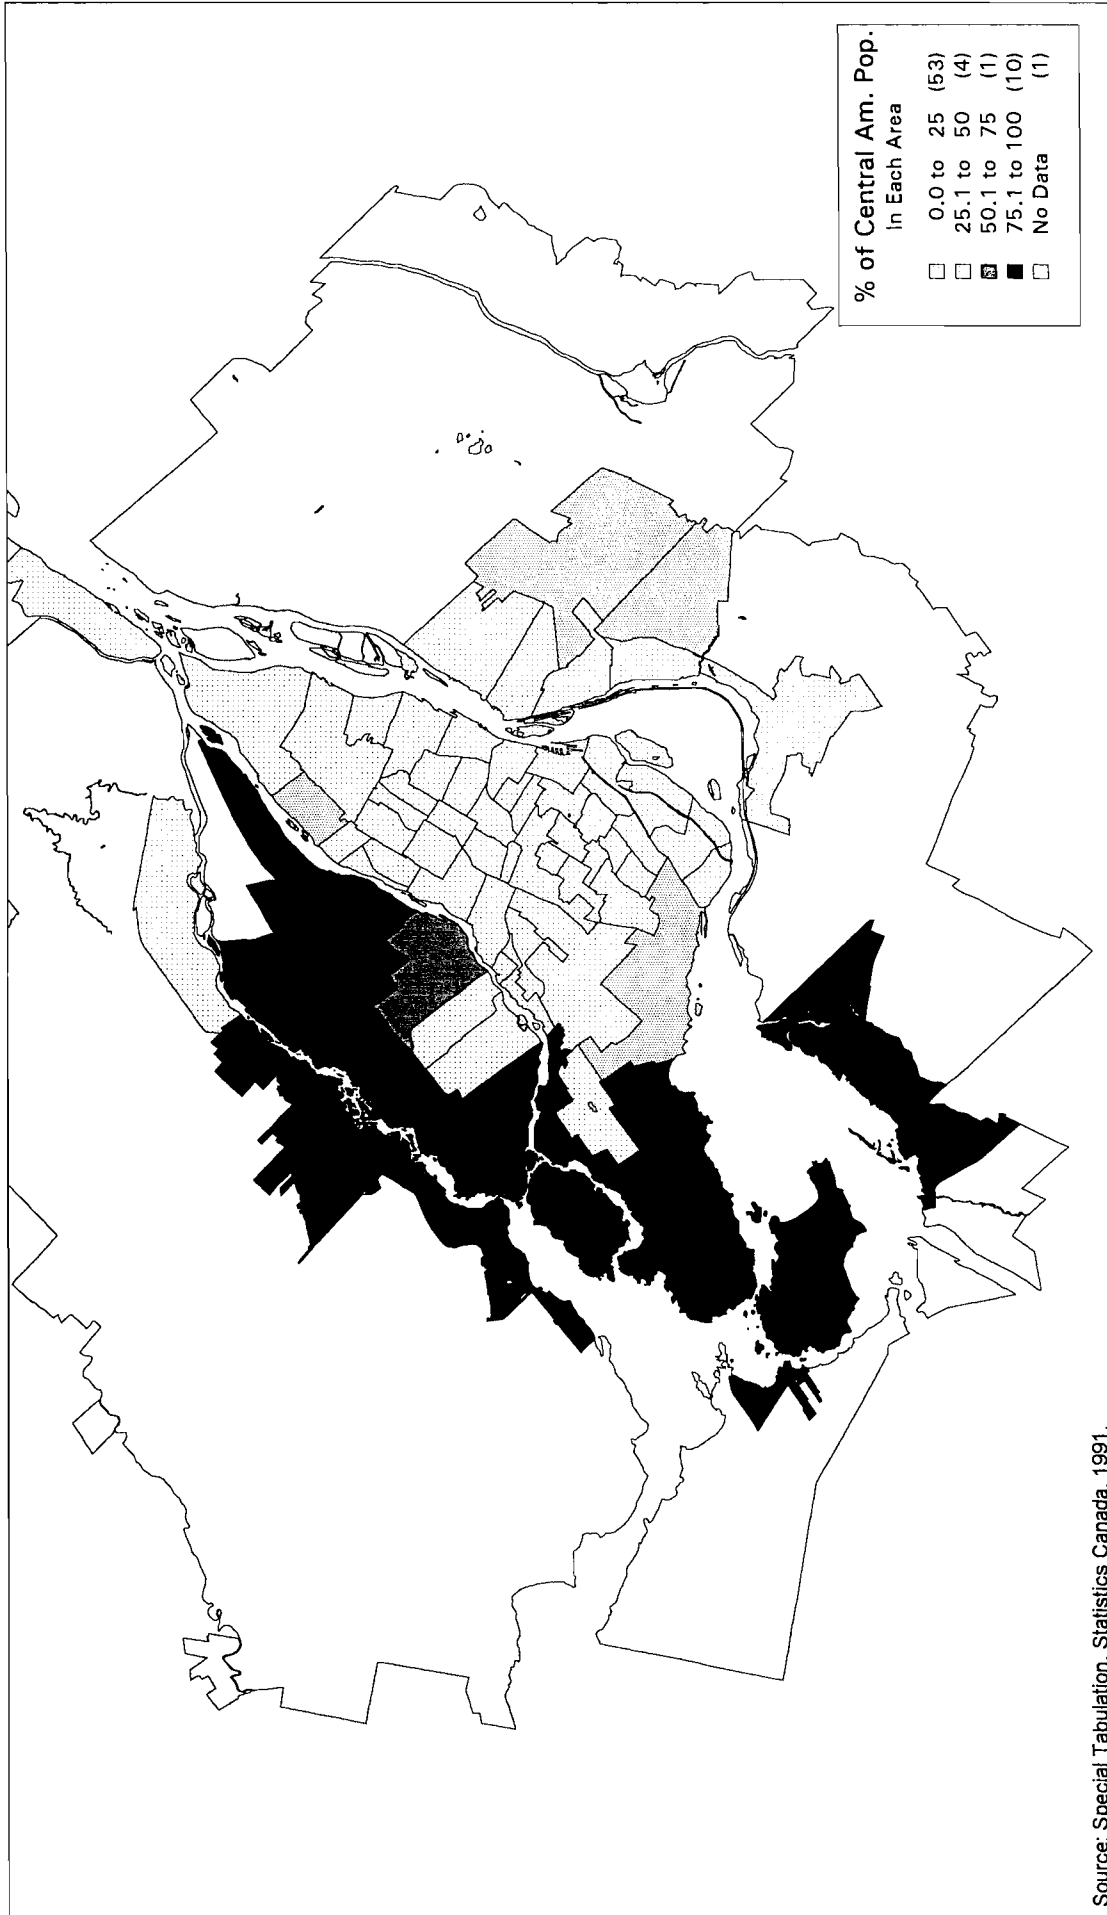 % of Central Am. Pop.
In Each Area
0.0 to 25 (53)
25.1 to 50 (4)
50.1 to 75 (1)
75.1 to 100 (10)
No Data (1)
Source: Special Tabulation, Statistics Canada, 1991.